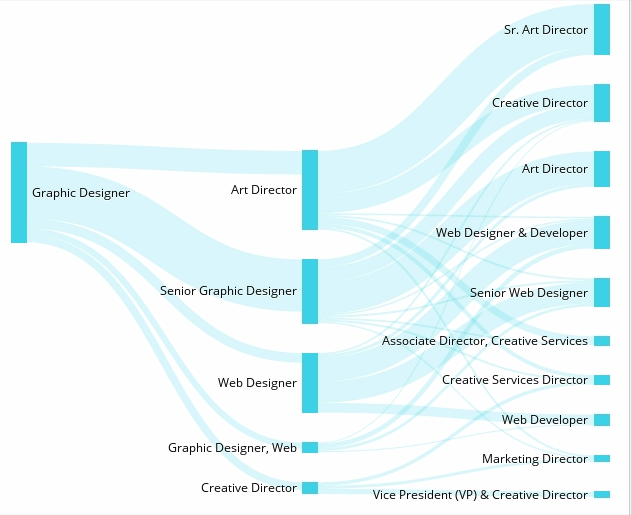 Graphic Designer
Art Director
Senior Graphic Designer
Web Designer
Graphic Designer, Web
Creative Director
Sr. Art Director
Creative Director
Art Director
Web Designer & Developer
Senior Web Designer
Associate Director, Creative Services
Creative Services Director
Web Developer
Marketing Director
Vice President (VP) & Creative Director